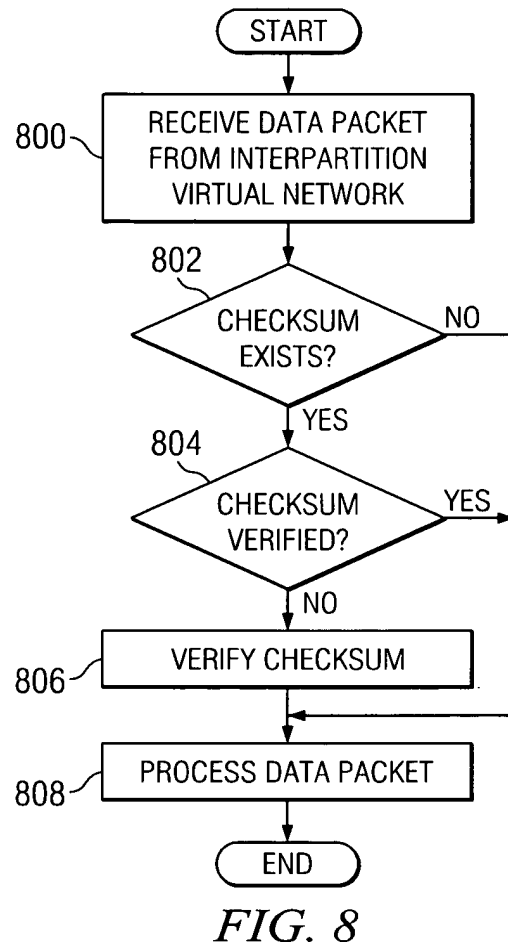 START
800
RECEIVE DATA PACKET
FROM INTERPARTITION
VIRTUAL NETWORK
802
CHECKSUM
EXISTS?
NO
YES
804
CHECKSUM
VERIFIED?
YES
NO
806
VERIFY CHECKSUM
808
PROCESS DATA PACKET
END
FIG. 8